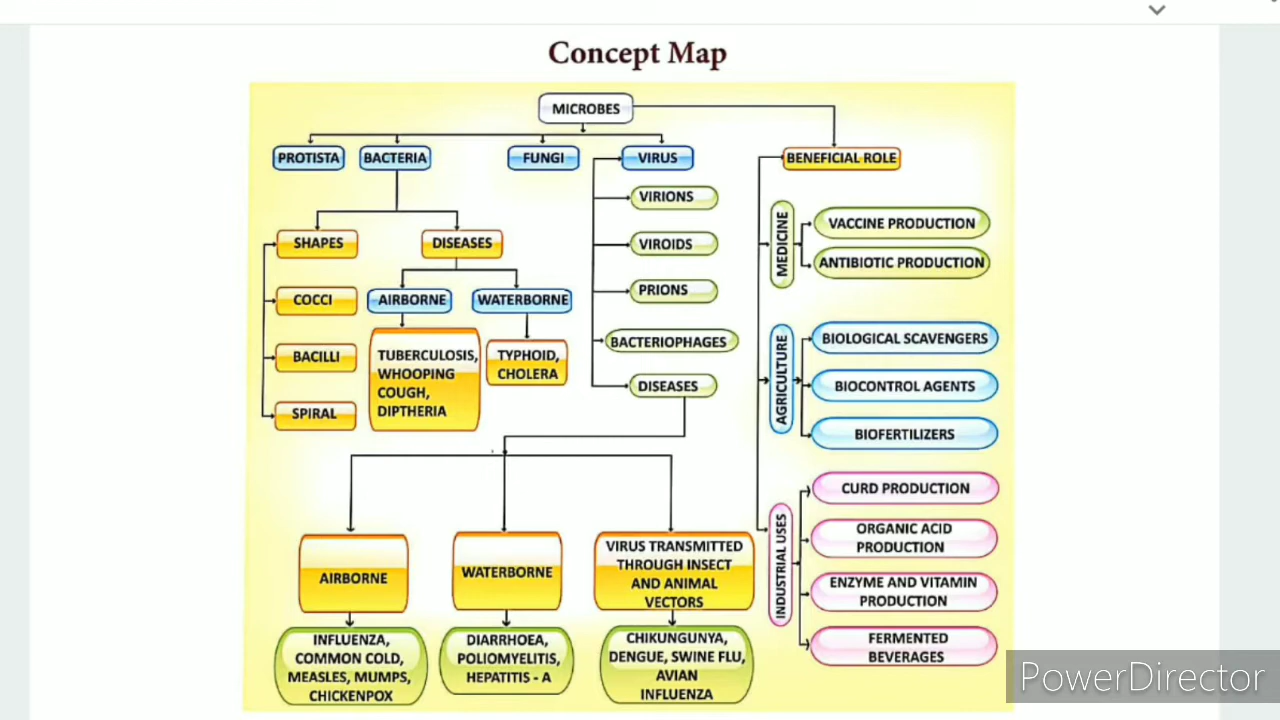 Concept Map
MICROBES
PROTISTA
BACTERIA
FUNGI
VIRUS
BENEFICIAL ROLE
SHAPES
COCCI
BACILLI
SPIRAL
DISEASES
AIRBORNE
TUBERCULOSIS,
WHOOPING
COUGH,
DIPTHERIA
WATERBORNE
TYPHOID,
CHOLERA
VIRIONS
VIROIDS
PRIONS
BACTERIOPHAGES
DISEASES
AIRBORNE
INFLUENZA,
COMMON COLD,
MEASLES, MUMPS,
CHICKENPOX
WATERBORNE
DIARRHOEA,
POLIOMYELITIS,
HEPATITIS - A
VIRUS TRANSMITTED
THROUGH INSECT
AND ANIMAL
VECTORS
CHIKUNGUNYA,
DENGUE, SWINE FLU,
AVIAN
INFLUENZA
MEDICINE
VACCINE PRODUCTION
ANTIBIOTIC PRODUCTION
AGRICULTURE
BIOLOGICAL SCAVENGERS
BIOCONTROL AGENTS
BIOFERTILIZERS
INDUSTRIAL USES
CURD PRODUCTION
ORGANIC ACID
PRODUCTION
ENZYME AND VITAMIN
PRODUCTION
FERMENTED
BEVERAGES
PowerDirector